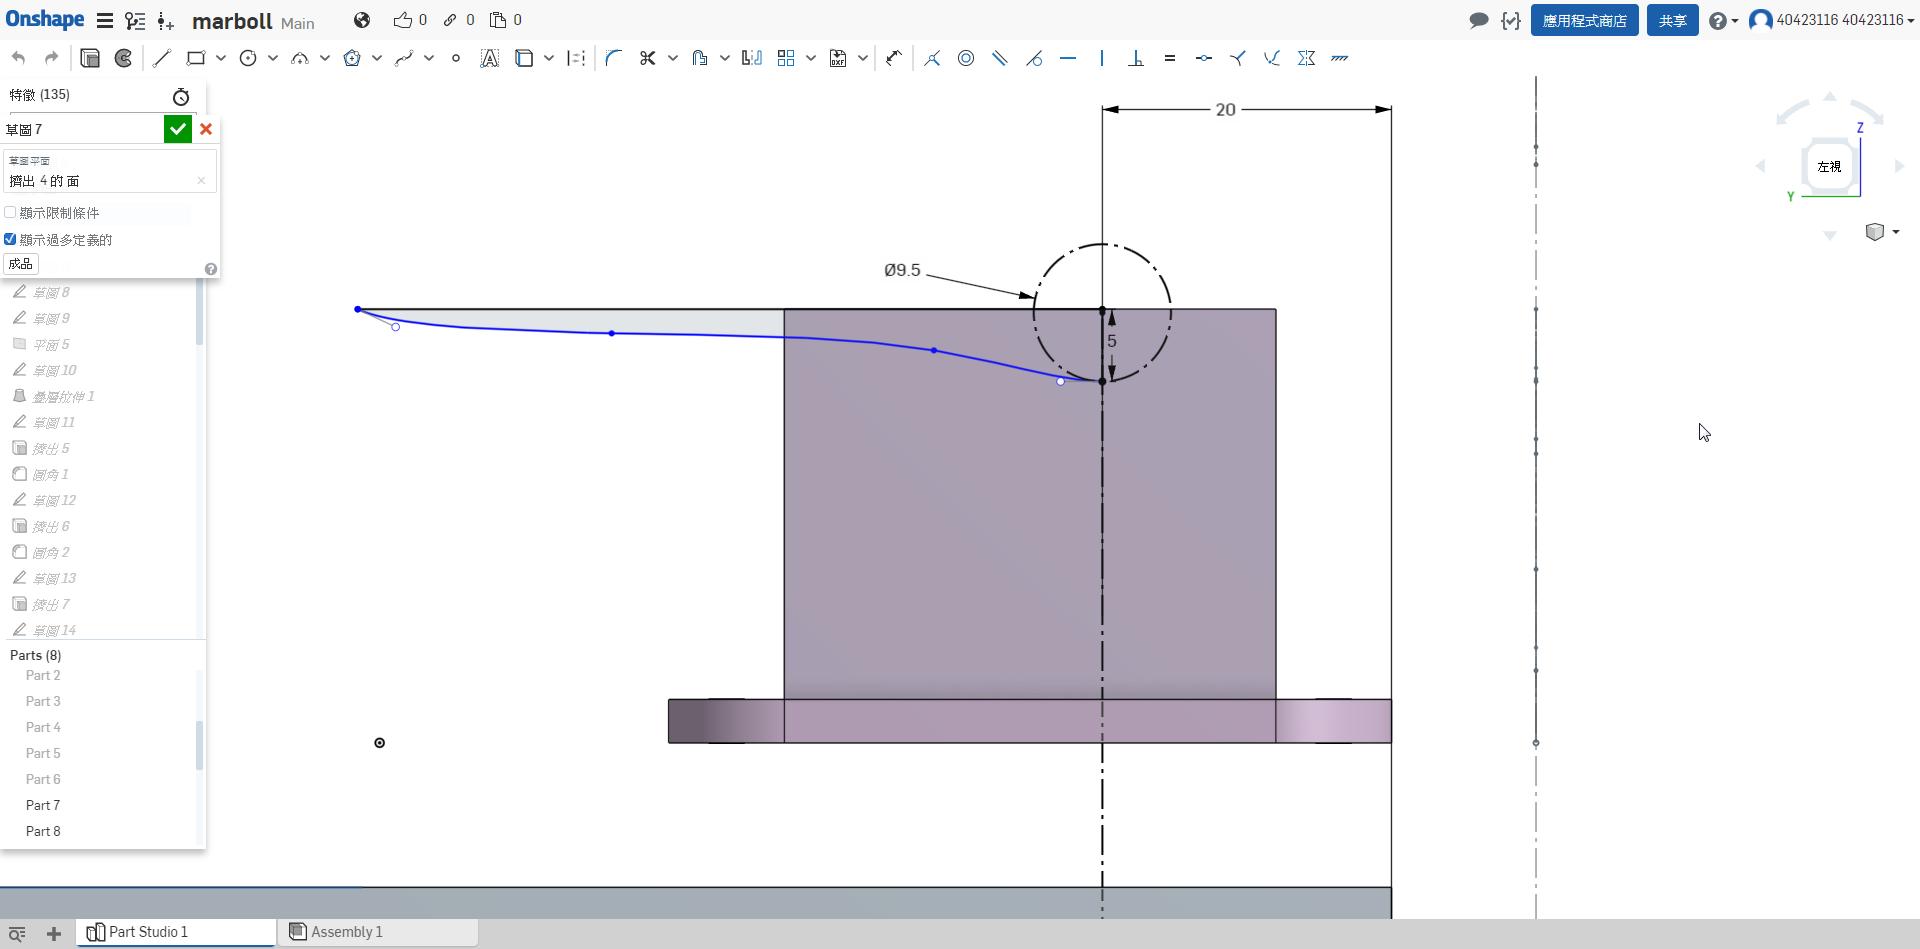 Onshape
marboll Main
0 0 0
應用程式商店
共享
40423116 40423116
特徵 (135)
草圖 7
草圖平面
擠出 4 的 面
顯示限制條件
顯示過多定義的
成品
草圖 8
草圖 9
平面 5
草圖 10
疊層拉伸 1
草圖 11
擠出 5
圓角 1
草圖 12
擠出 6
圓角 2
草圖 13
擠出 7
草圖 14
Parts (8)
Part 2
Part 3
Part 4
Part 5
Part 6
Part 7
Part 8
20
Ø9.5
5
Z
左視
Y
DXF
Part Studio 1
Assembly 1